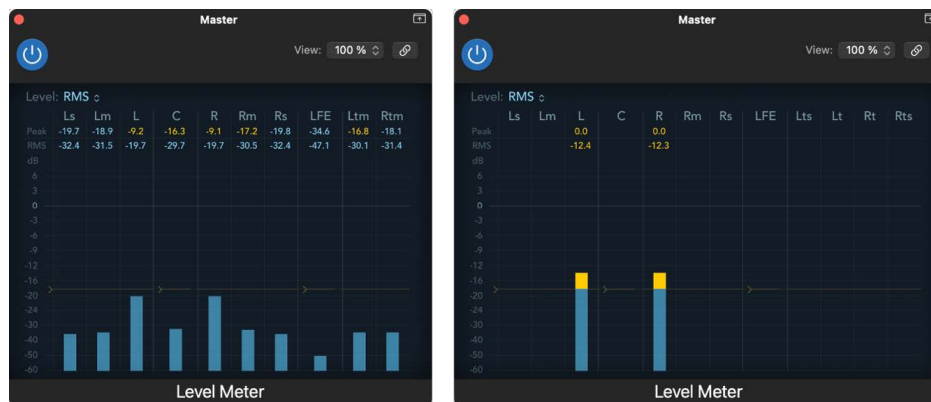 Master
View: 100 %
Level: RMS
Ls Lm L C R Rm Rs LFE Ltm Rtm
Peak -19.7 -18.9 -9.2 -16.3 -9.1 -17.2 -19.8 -34.6 -16.8 -18.1
RMS -32.4 -31.5 -19.7 -29.7 -19.7 -30.5 -32.4 -47.1 -30.1 -31.4
dB
6
3
0
-3
-6
-9
-12
-16
-20
-24
-30
-40
-50
-60
Level Meter
Master
View: 100 %
Level: RMS
Ls Lm L C R Rm Rs LFE Lts Lt Rt Rts
Peak 0.0 0.0
RMS -12.4 -12.3
dB
6
3
0
-3
-6
-9
-12
-16
-20
-24
-30
-40
-50
-60
Level Meter